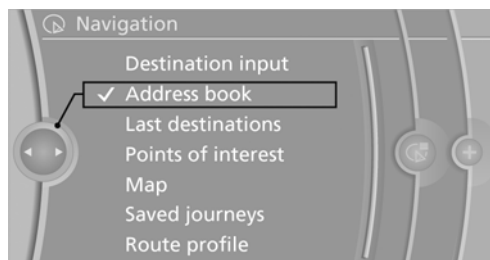 Navigation
Destination input
Address book
Last destinations
Points of interest
Map
Saved journeys
Route profile